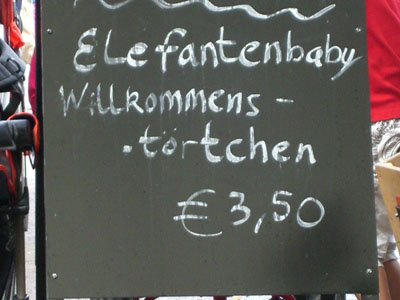 Elefantenbaby
Willkommens-
-törtchen
€ 3,50